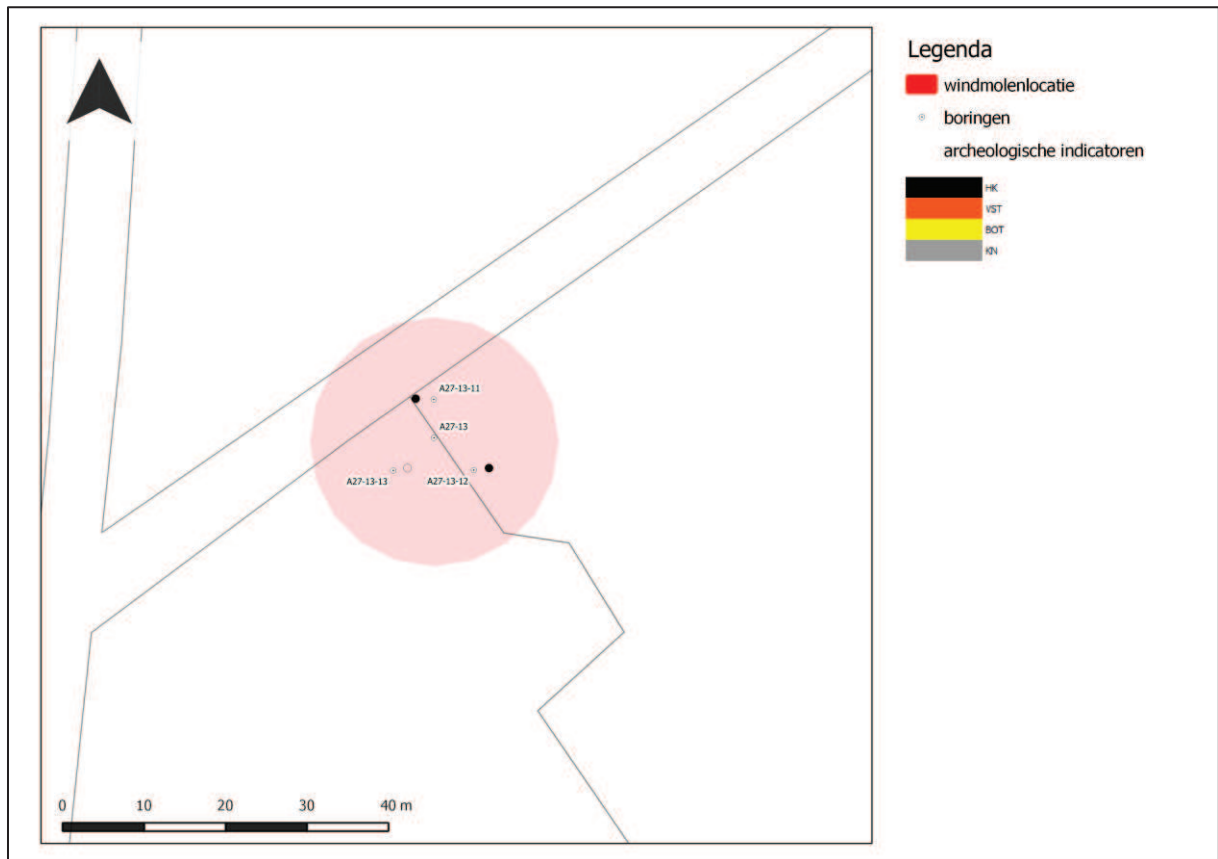 Legenda
windmolenlocatie
boringen
archeologische indicatoren
HK
VST
BOT
KN
A27-13-11
A27-13
A27-13-13
A27-13-12
0 10 20 30 40 m